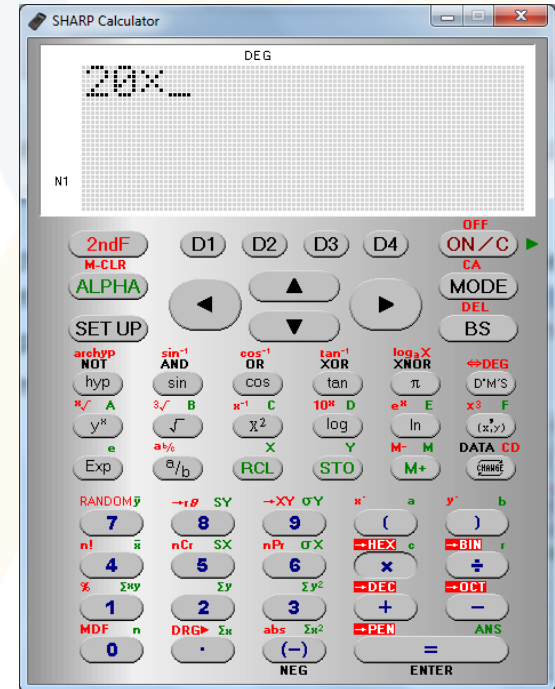 SHARP Calculator
DEG
20×_
N1
OFF
2ndF D1 D2 D3 D4 ON/C
M-CLR CA
ALPHA ◄ ▲ ► MODE
DEL
SET UP ▼ BS
archyp sin⁻¹ cos⁻¹ tan⁻¹ logₐX
NOT AND OR XOR XNOR ⇔DEG
hyp sin cos tan π D°M'S
ˣ√ A ³√ B x⁻¹ C 10ˣ D eˣ E x³ F
yˣ √ X² log ln (x,y)
e aᵇ/c X Y M- M DATA CD
Exp a/b RCL STO M+ CHANGE
RANDOM ȳ →rθ SY →XY σY x´ a y´ b
7 8 9 ( )
n! x̄ nCr SX nPr σX →HEX c →BIN r
4 5 6 × ÷
% Σxy Σy Σy² →DEC →OCT
1 2 3 + −
MDF n DRG► Σx abs Σx² →PEN ANS
0 · (−) =
NEG ENTER